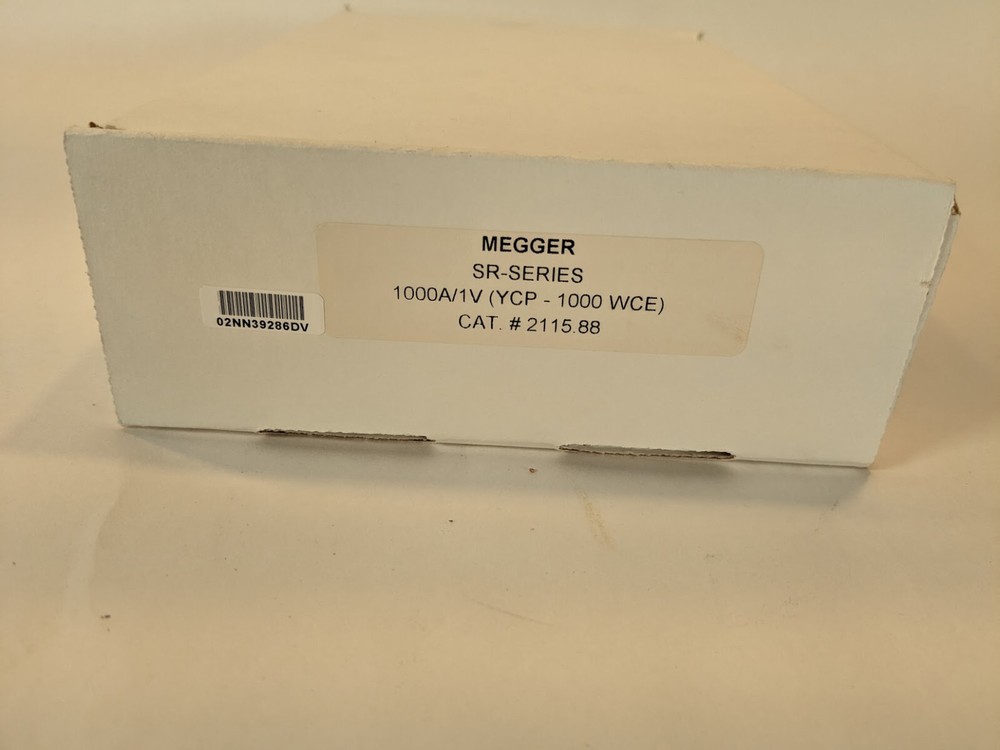 MEGGER
SR-SERIES
1000A/1V (YCP - 1000 WCE)
CAT. # 2115.88
02NN39286DV